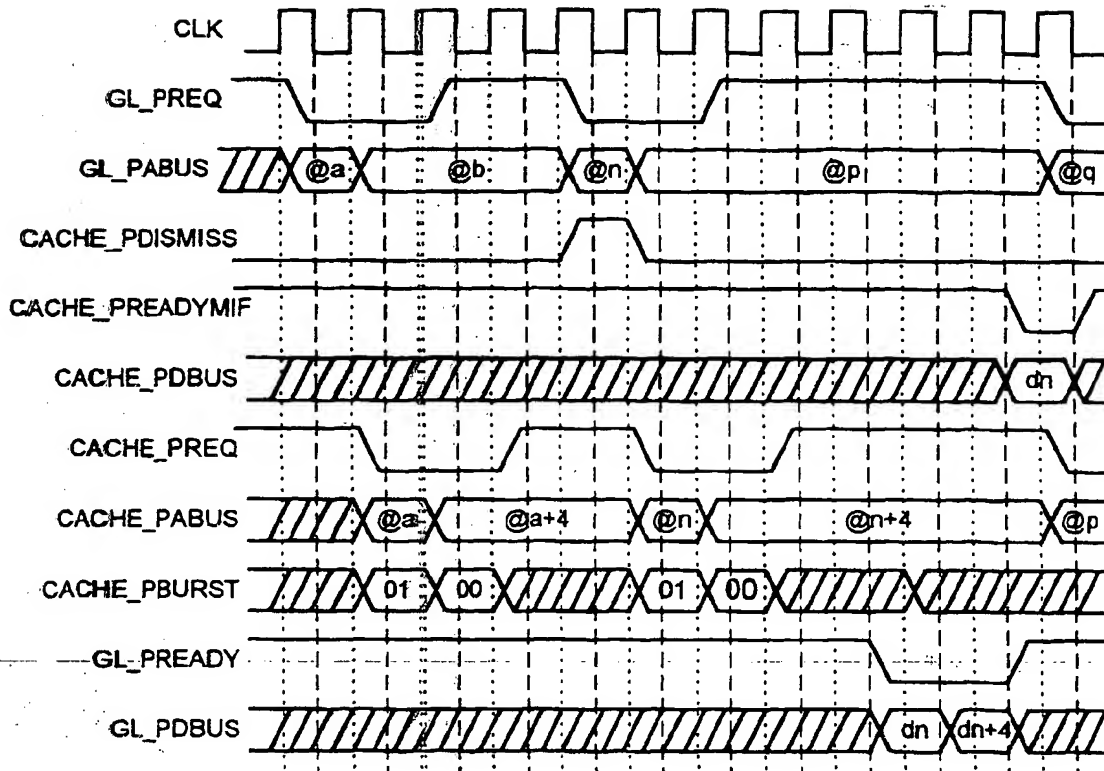 CLK
GL_PREQ
GL_PABUS @a @b @n @p @q
CACHE_PDISMISS
CACHE_PREADYMIF
CACHE_PDBUS dn
CACHE_PREQ
CACHE_PABUS @a @a+4 @n @n+4 @p
CACHE_PBURST 01 00 01 00
GL_PREADY
GL_PDBUS dn dn+4